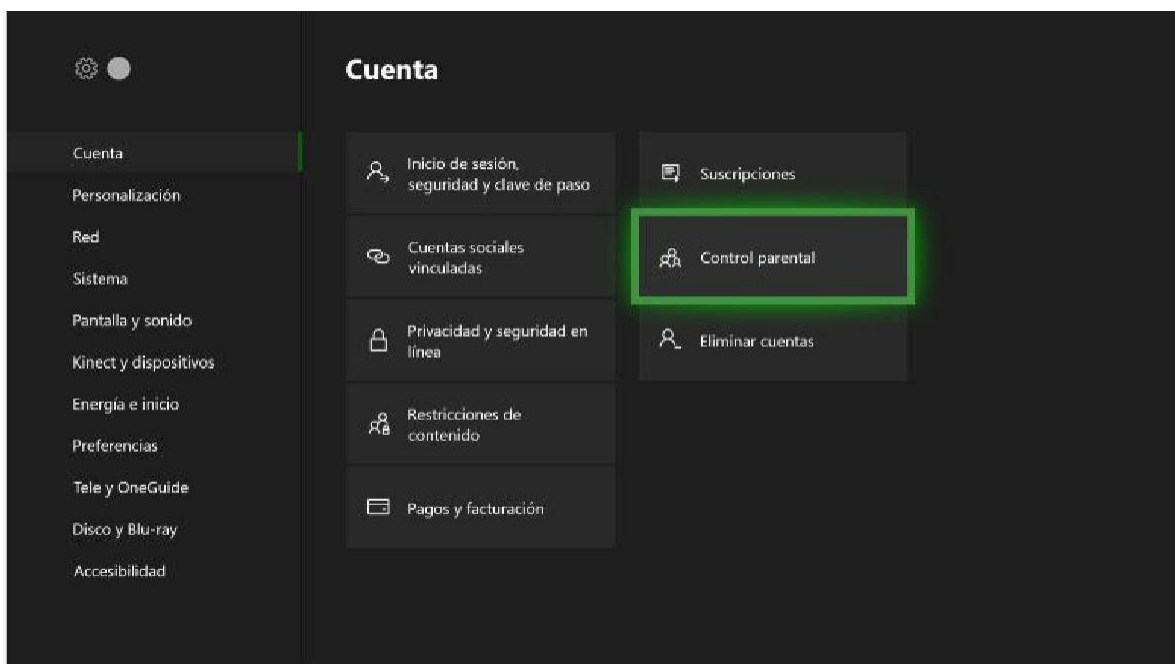 Cuenta
Cuenta
Personalización
Red
Sistema
Pantalla y sonido
Kinect y dispositivos
Energía e inicio
Preferencias
Tele y OneGuide
Disco y Blu-ray
Accesibilidad
Inicio de sesión,
seguridad y clave de paso
Cuentas sociales
vinculadas
Privacidad y seguridad en
línea
Restricciones de
contenido
Pagos y facturación
Suscripciones
Control parental
Eliminar cuentas